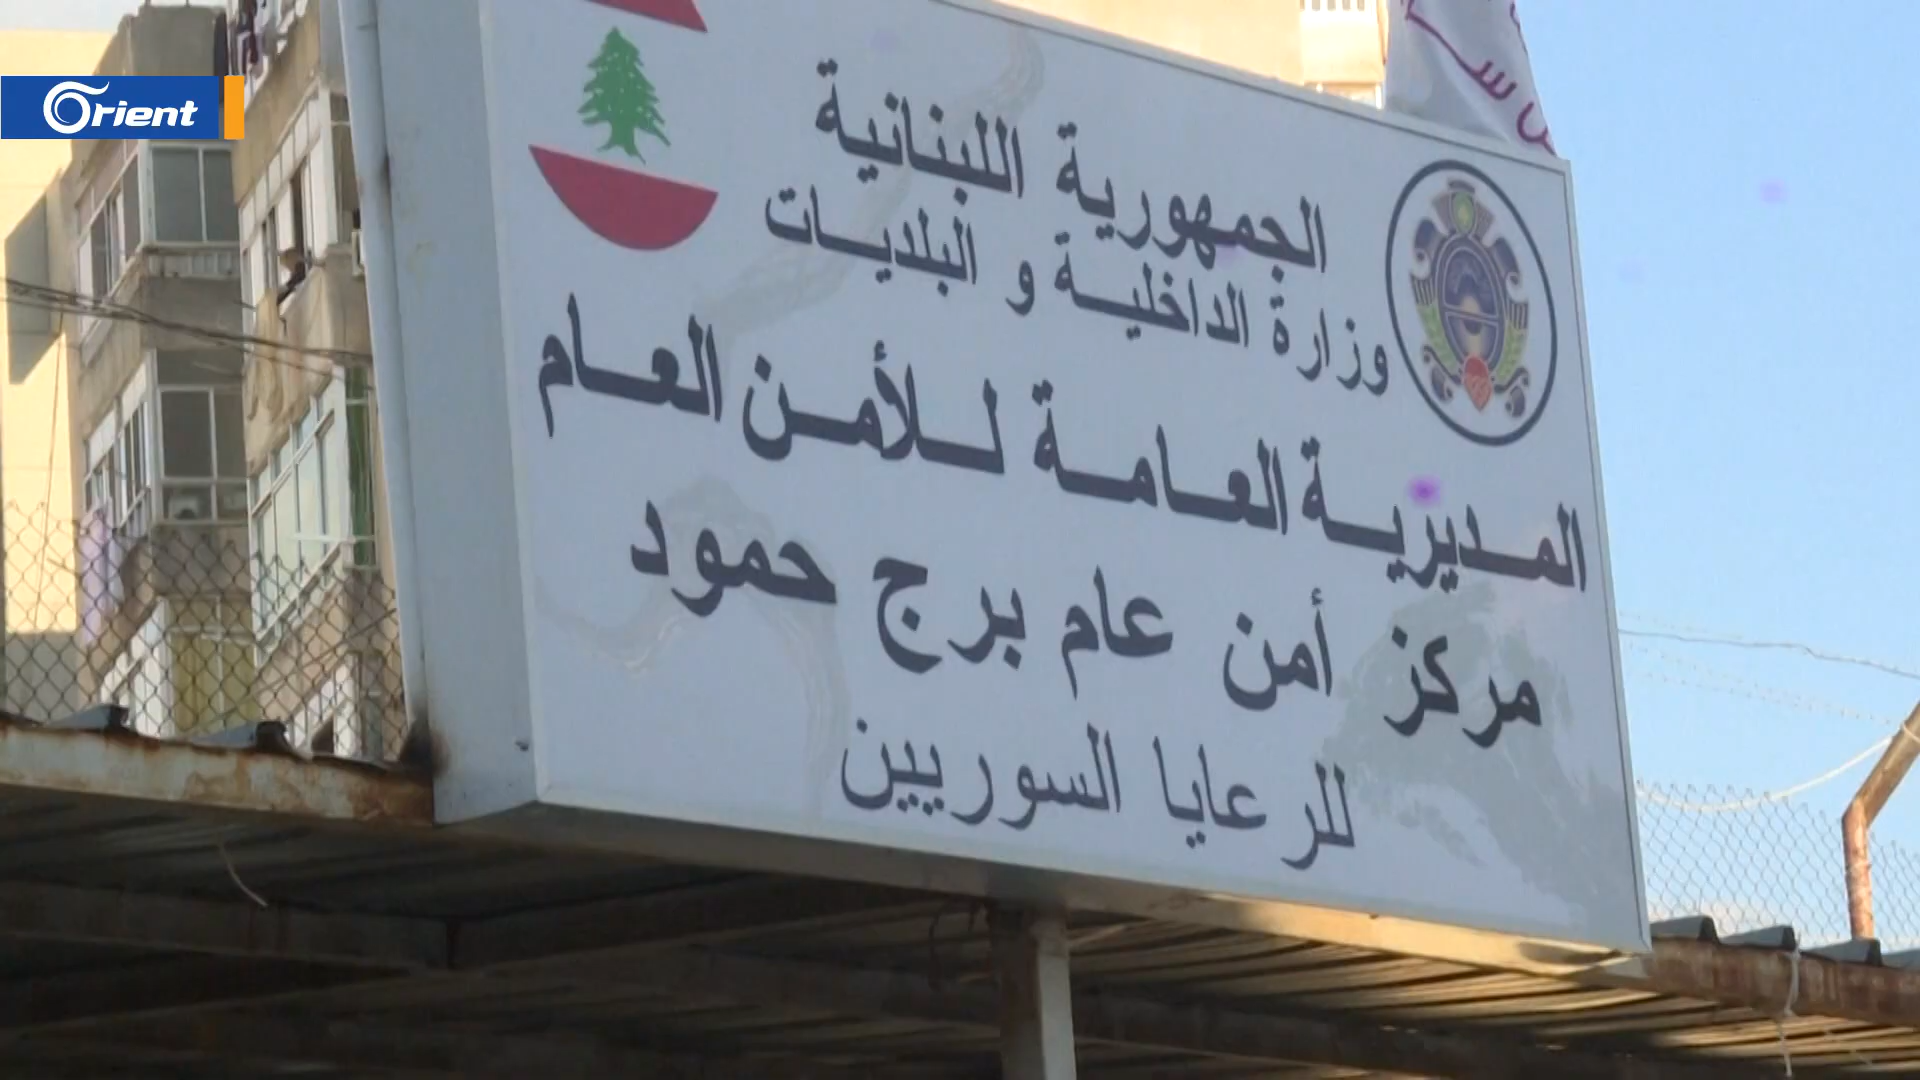 Orient
الجمهورية اللبنانية
وزارة الداخلية و البلديات
المديرية العامة للأمن العام
مركز أمن عام برج حمود
للرعايا السوريين